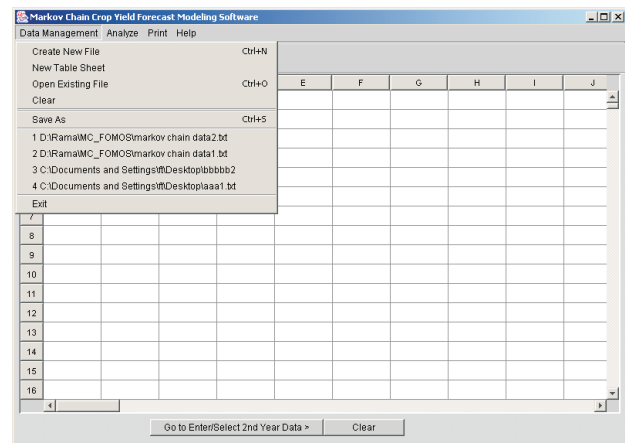 Markov Chain Crop Yield Forecast Modeling Software
Data Management Analyze Print Help
Create New File Ctrl+N
New Table Sheet
Open Existing File Ctrl+O
Clear
Save As Ctrl+S
1 D:\Rama\MC_FOMOS\markov chain data2.txt
2 D:\Rama\MC_FOMOS\markov chain data1.txt
3 C:\Documents and Settings\ft\Desktop\bbbbb2
4 C:\Documents and Settings\ft\Desktop\aaa1.txt
Exit
E F G H I J
7
8
9
10
11
12
13
14
15
16
Go to Enter/Select 2nd Year Data > Clear